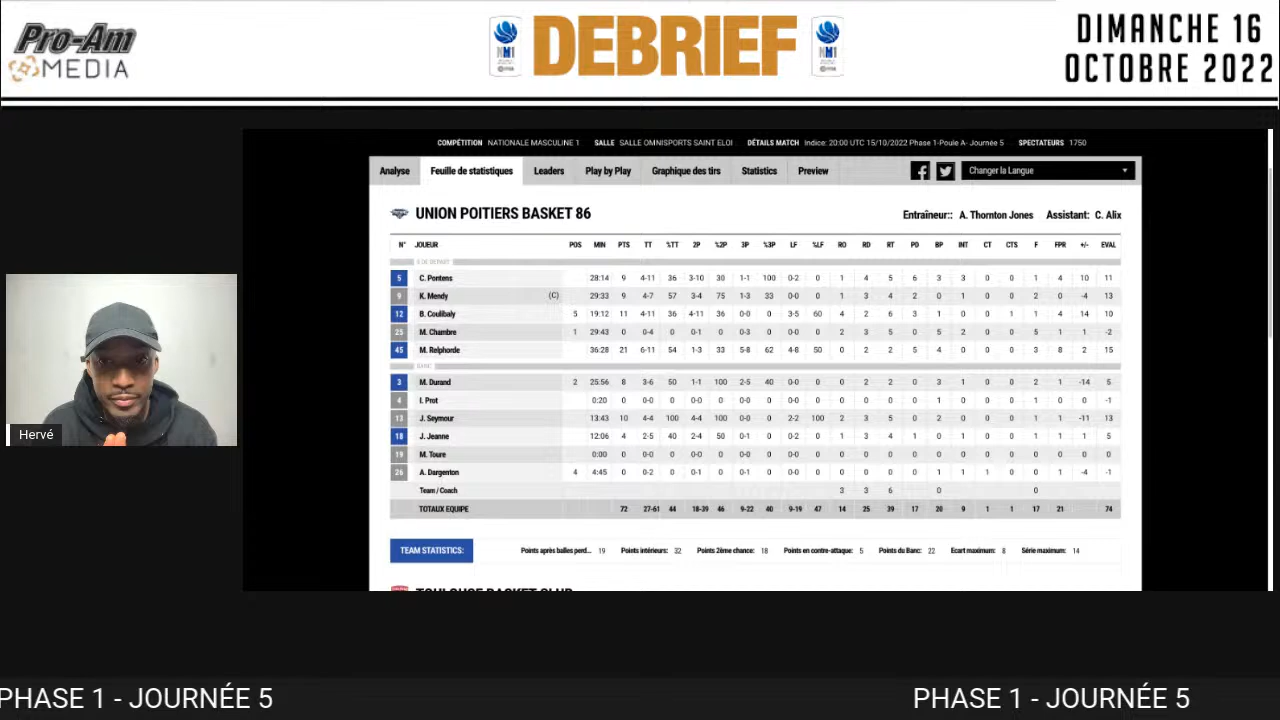 Pro-Am
MEDIA
NM1
DEBRIEF
NM1
DIMANCHE 16
OCTOBRE 2022
COMPÉTITION NATIONALE MASCULINE 1 SALLE SALLE OMNISPORTS SAINT ELOI DÉTAILS MATCH Indice: 20:00 UTC 15/10/2022 Phase 1-Poule A- Journée 5 SPECTATEURS 1750
Analyse Feuille de statistiques Leaders Play by Play Graphique des tirs Statistics Preview Changer la Langue
UNION POITIERS BASKET 86 Entraîneur:: A. Thornton Jones Assistant: C. Alix
N° JOUEUR POS MIN PTS TT %TT 2P %2P 3P %3P LF %LF RO RD RT PD BP INT CT CTS F FPR +/- EVAL
5 DE DÉPART
5 C. Pontens 28:14 9 4-11 36 3-10 30 1-1 100 0-2 0 1 4 5 6 3 3 0 0 1 4 10 11
9 K. Mendy (C) 29:33 9 4-7 57 3-4 75 1-3 33 0-0 0 1 3 4 2 0 1 0 0 2 0 -4 13
12 B. Coulibaly 5 19:12 11 4-11 36 4-11 36 0-0 0 3-5 60 4 2 6 3 1 0 0 1 1 4 14 10
25 M. Chambre 1 29:43 0 0-4 0 0-1 0 0-3 0 0-0 0 2 3 5 0 5 2 0 0 5 1 1 -2
45 M. Relphorde 36:28 21 6-11 54 1-3 33 5-8 62 4-8 50 0 2 2 5 4 0 0 0 3 8 2 15
BANC
3 M. Durand 2 25:56 8 3-6 50 1-1 100 2-5 40 0-0 0 0 2 2 0 3 1 0 0 2 1 -14 5
4 I. Prot 0:20 0 0-0 0 0-0 0 0-0 0 0-0 0 0 0 0 0 1 0 0 0 0 0 0 -1
13 J. Seymour 13:43 10 4-4 100 4-4 100 0-0 0 2-2 100 2 3 5 0 2 0 0 0 3 1 -11 13
18 J. Jeanne 12:06 4 2-5 40 2-4 50 0-1 0 0-2 0 1 3 4 1 0 1 0 0 1 1 1 5
19 M. Toure 0:00 0 0-0 0 0-0 0 0-0 0 0-0 0 0 0 0 0 0 0 0 0 0 0 0 0
26 A. Dargenton 4 4:45 0 0-2 0 0-1 0 0-1 0 0-0 0 0 0 0 0 1 1 1 0 0 1 -4 -1
Team / Coach 3 3 6 0 0
TOTAUX EQUIPE 72 27-61 44 18-39 46 9-22 40 9-19 47 14 25 39 17 20 9 1 1 17 21 74
TEAM STATISTICS: Points après balles perd... 19 Points intérieurs: 32 Points 2ème chance: 18 Points en contre-attaque: 5 Points du Banc: 22 Ecart maximum: 8 Série maximum: 14
TOULOUSE BASKET CLUB
Hervé
PHASE 1 - JOURNÉE 5 PHASE 1 - JOURNÉE 5